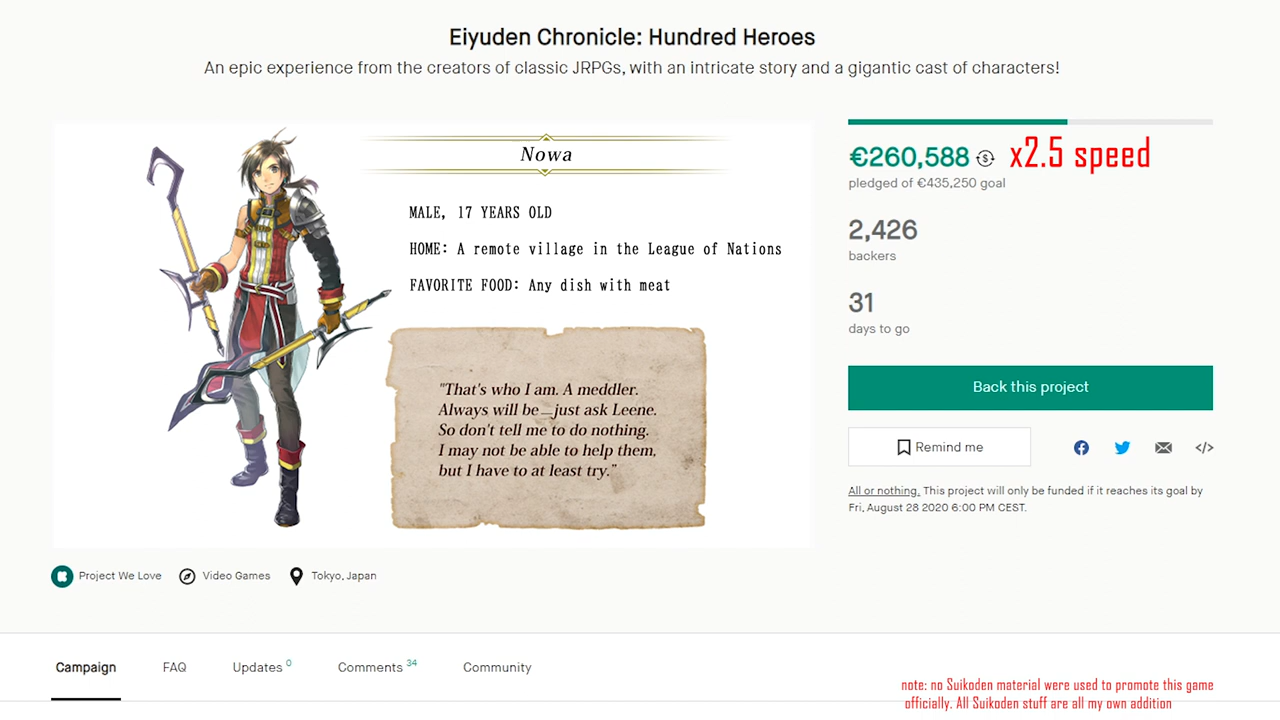 Eiyuden Chronicle: Hundred Heroes
An epic experience from the creators of classic JRPGs, with an intricate story and a gigantic cast of characters!
Nowa
MALE, 17 YEARS OLD
HOME: A remote village in the League of Nations
FAVORITE FOOD: Any dish with meat
"That's who I am. A meddler.
Always will be—just ask Leene.
So don't tell me to do nothing.
I may not be able to help them,
but I have to at least try."
€260,588 x2.5 speed
pledged of €435,250 goal
2,426
backers
31
days to go
Back this project
Remind me
All or nothing. This project will only be funded if it reaches its goal by
Fri, August 28 2020 6:00 PM CEST.
Project We Love Video Games Tokyo, Japan
Campaign FAQ Updates 0 Comments 34 Community
note: no Suikoden material were used to promote this game
officially. All Suikoden stuff are all my own addition